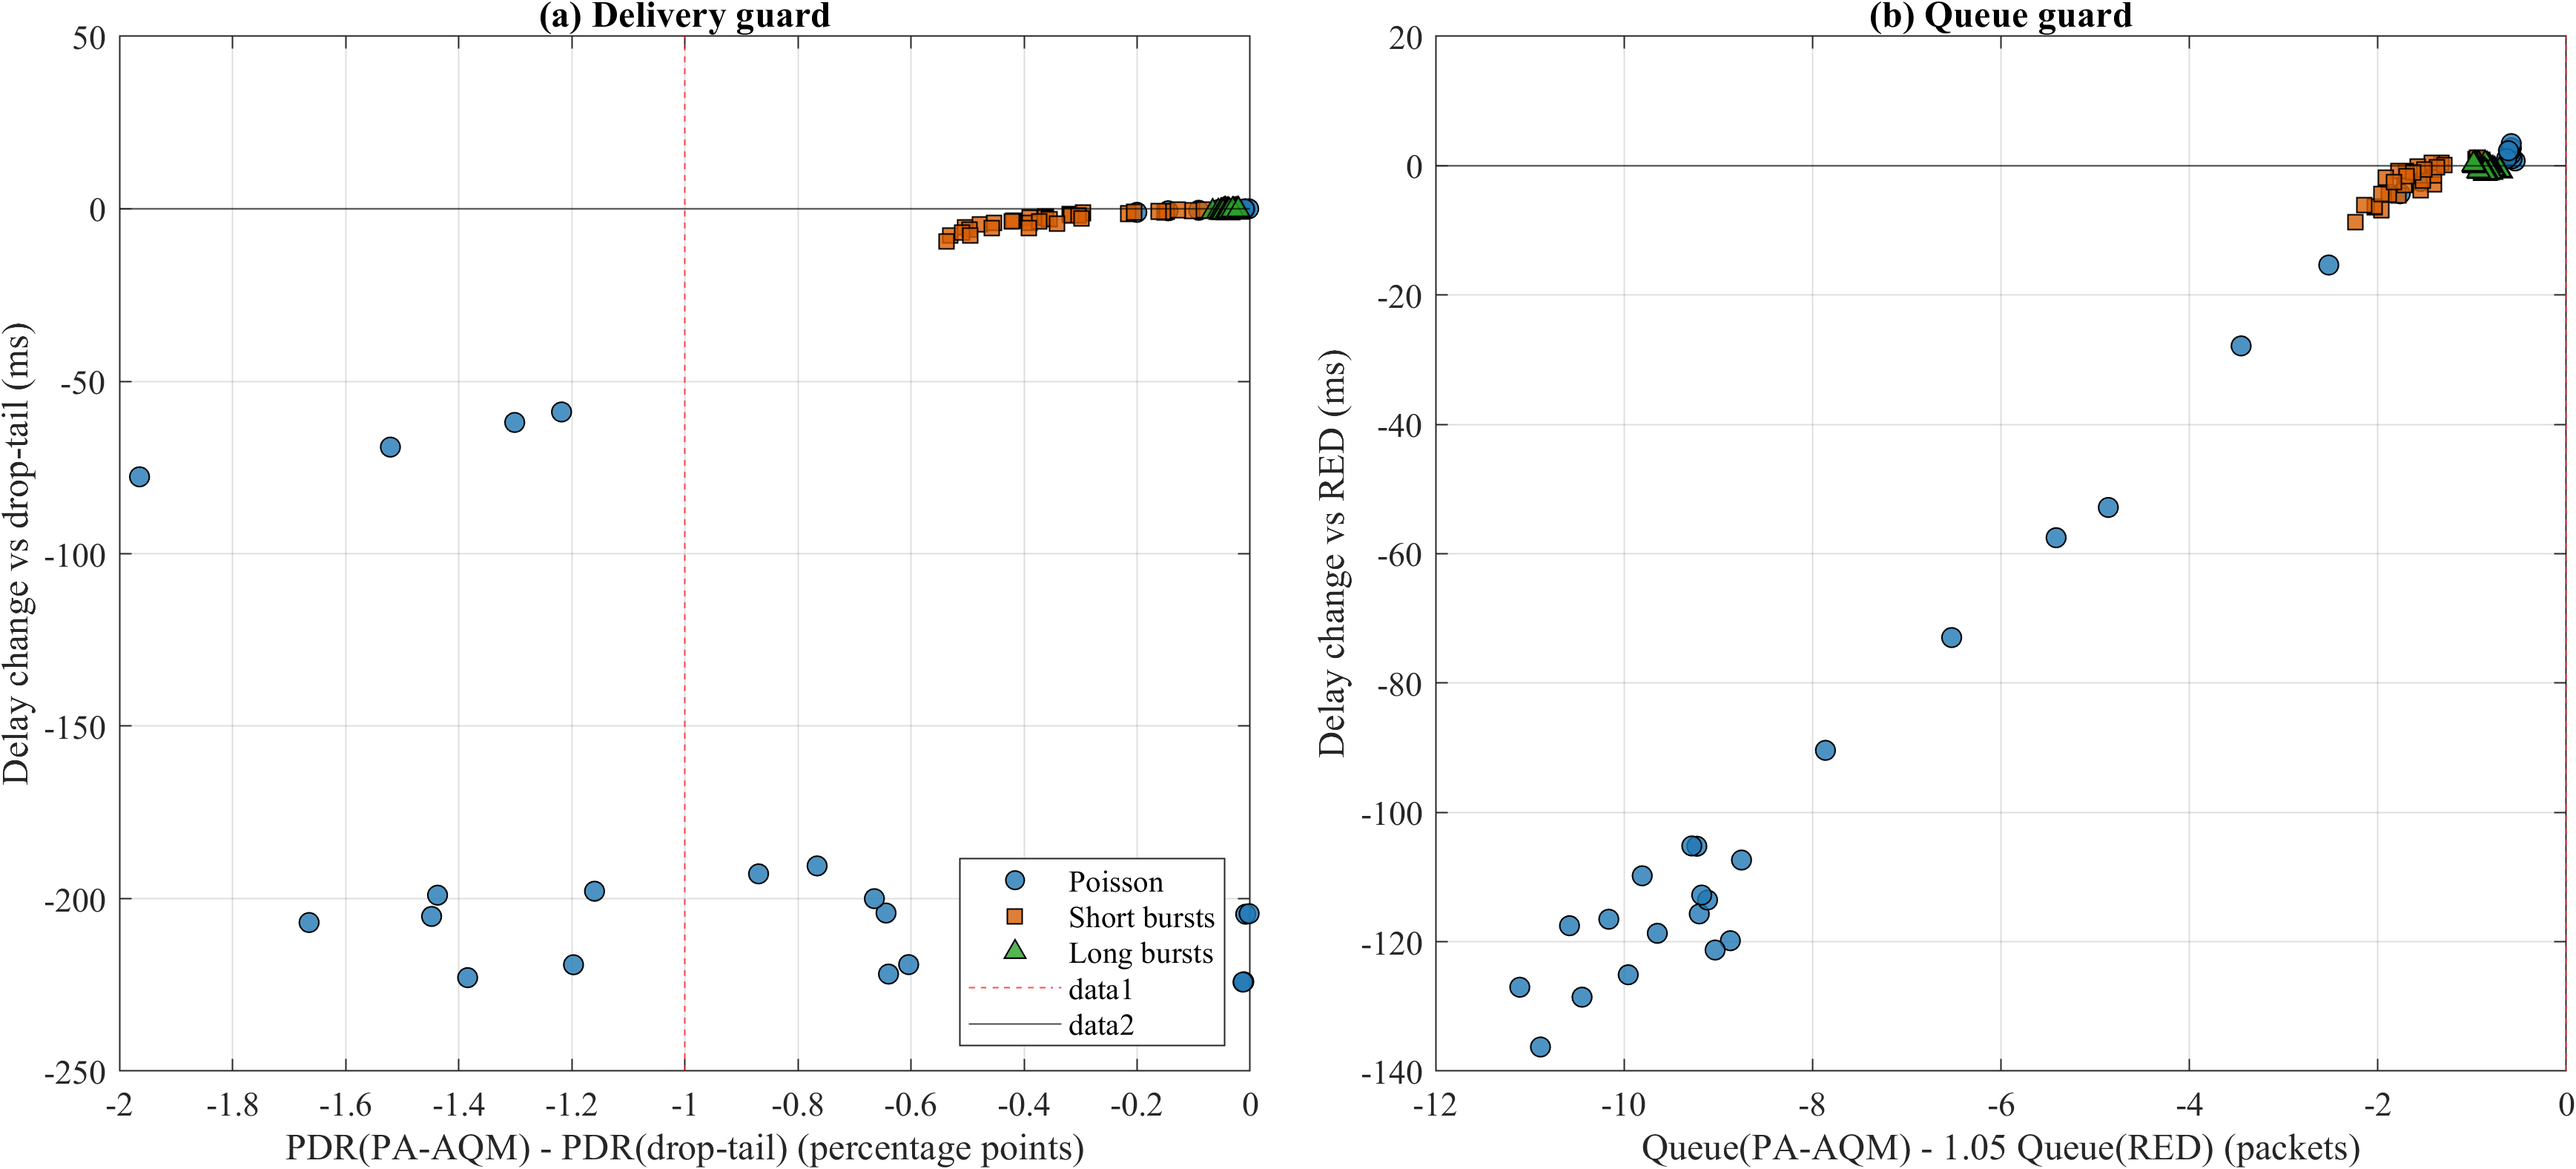 (a) Delivery guard
50
0
-50
-100
-150
-200
-250
Delay change vs drop-tail (ms)
-2 -1.8 -1.6 -1.4 -1.2 -1 -0.8 -0.6 -0.4 -0.2 0
PDR(PA-AQM) - PDR(drop-tail) (percentage points)
Poisson
Short bursts
Long bursts
data1
data2
(b) Queue guard
20
0
-20
-40
-60
-80
-100
-120
-140
Delay change vs RED (ms)
-12 -10 -8 -6 -4 -2 0
Queue(PA-AQM) - 1.05 Queue(RED) (packets)